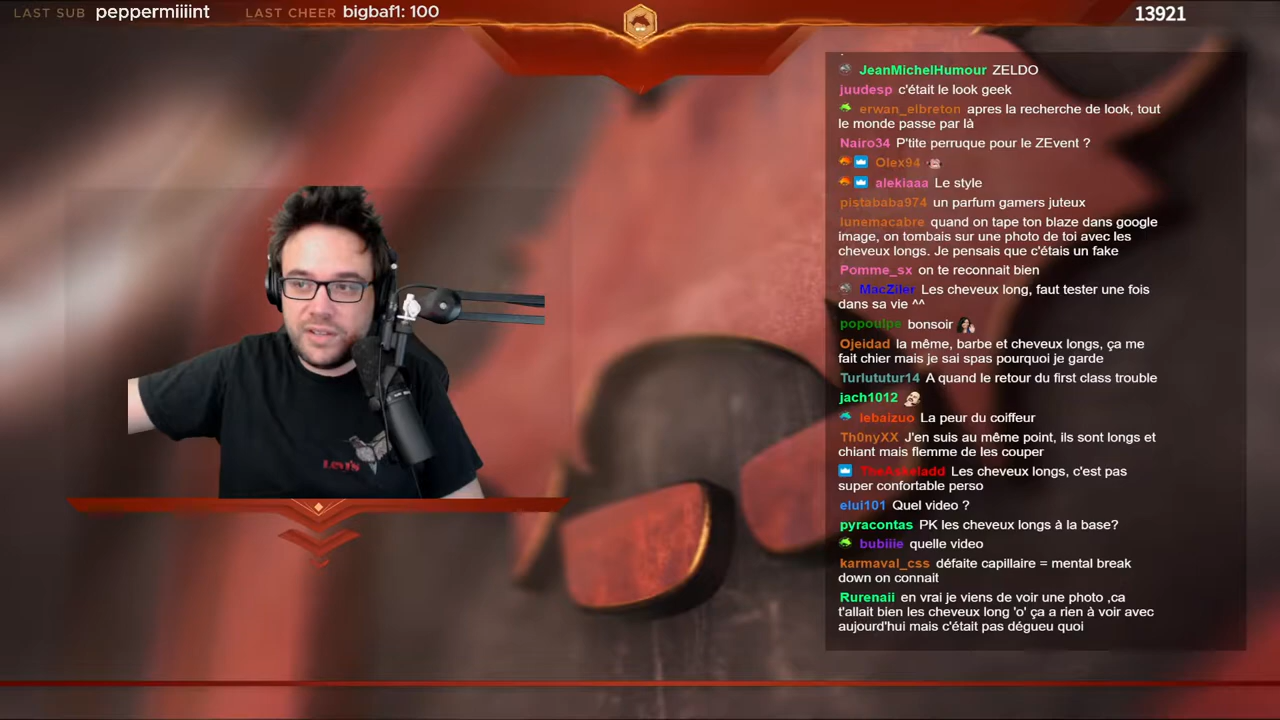 LAST SUB peppermiiiint LAST CHEER bigbaf1: 100 13921
JeanMichelHumour ZELDO
juudesp c'était le look geek
erwan_elbreton apres la recherche de look, tout
le monde passe par là
Nairo34 P'tite perruque pour le ZEvent ?
Olex94
alekiaaa Le style
pistababa974 un parfum gamers juteux
lunemacabre quand on tape ton blaze dans google
image, on tombais sur une photo de toi avec les
cheveux longs. Je pensais que c'étais un fake
Pomme_sx on te reconnait bien
MacZiler Les cheveux long, faut tester une fois
dans sa vie ^^
popoulpe bonsoir
Ojeidad la même, barbe et cheveux longs, ça me
fait chier mais je sai spas pourquoi je garde
Turlututur14 A quand le retour du first class trouble
jach1012
lebaizuo La peur du coiffeur
Th0nyXX J'en suis au même point, ils sont longs et
chiant mais flemme de les couper
TheAskeladd Les cheveux longs, c'est pas
super confortable perso
elui101 Quel video ?
pyracontas PK les cheveux longs à la base?
bubiiie quelle video
karmaval_css défaite capillaire = mental break
down on connait
Rurenaii en vrai je viens de voir une photo ,ca
t'allait bien les cheveux long 'o' ça a rien à voir avec
aujourd'hui mais c'était pas dégueu quoi
Levi's